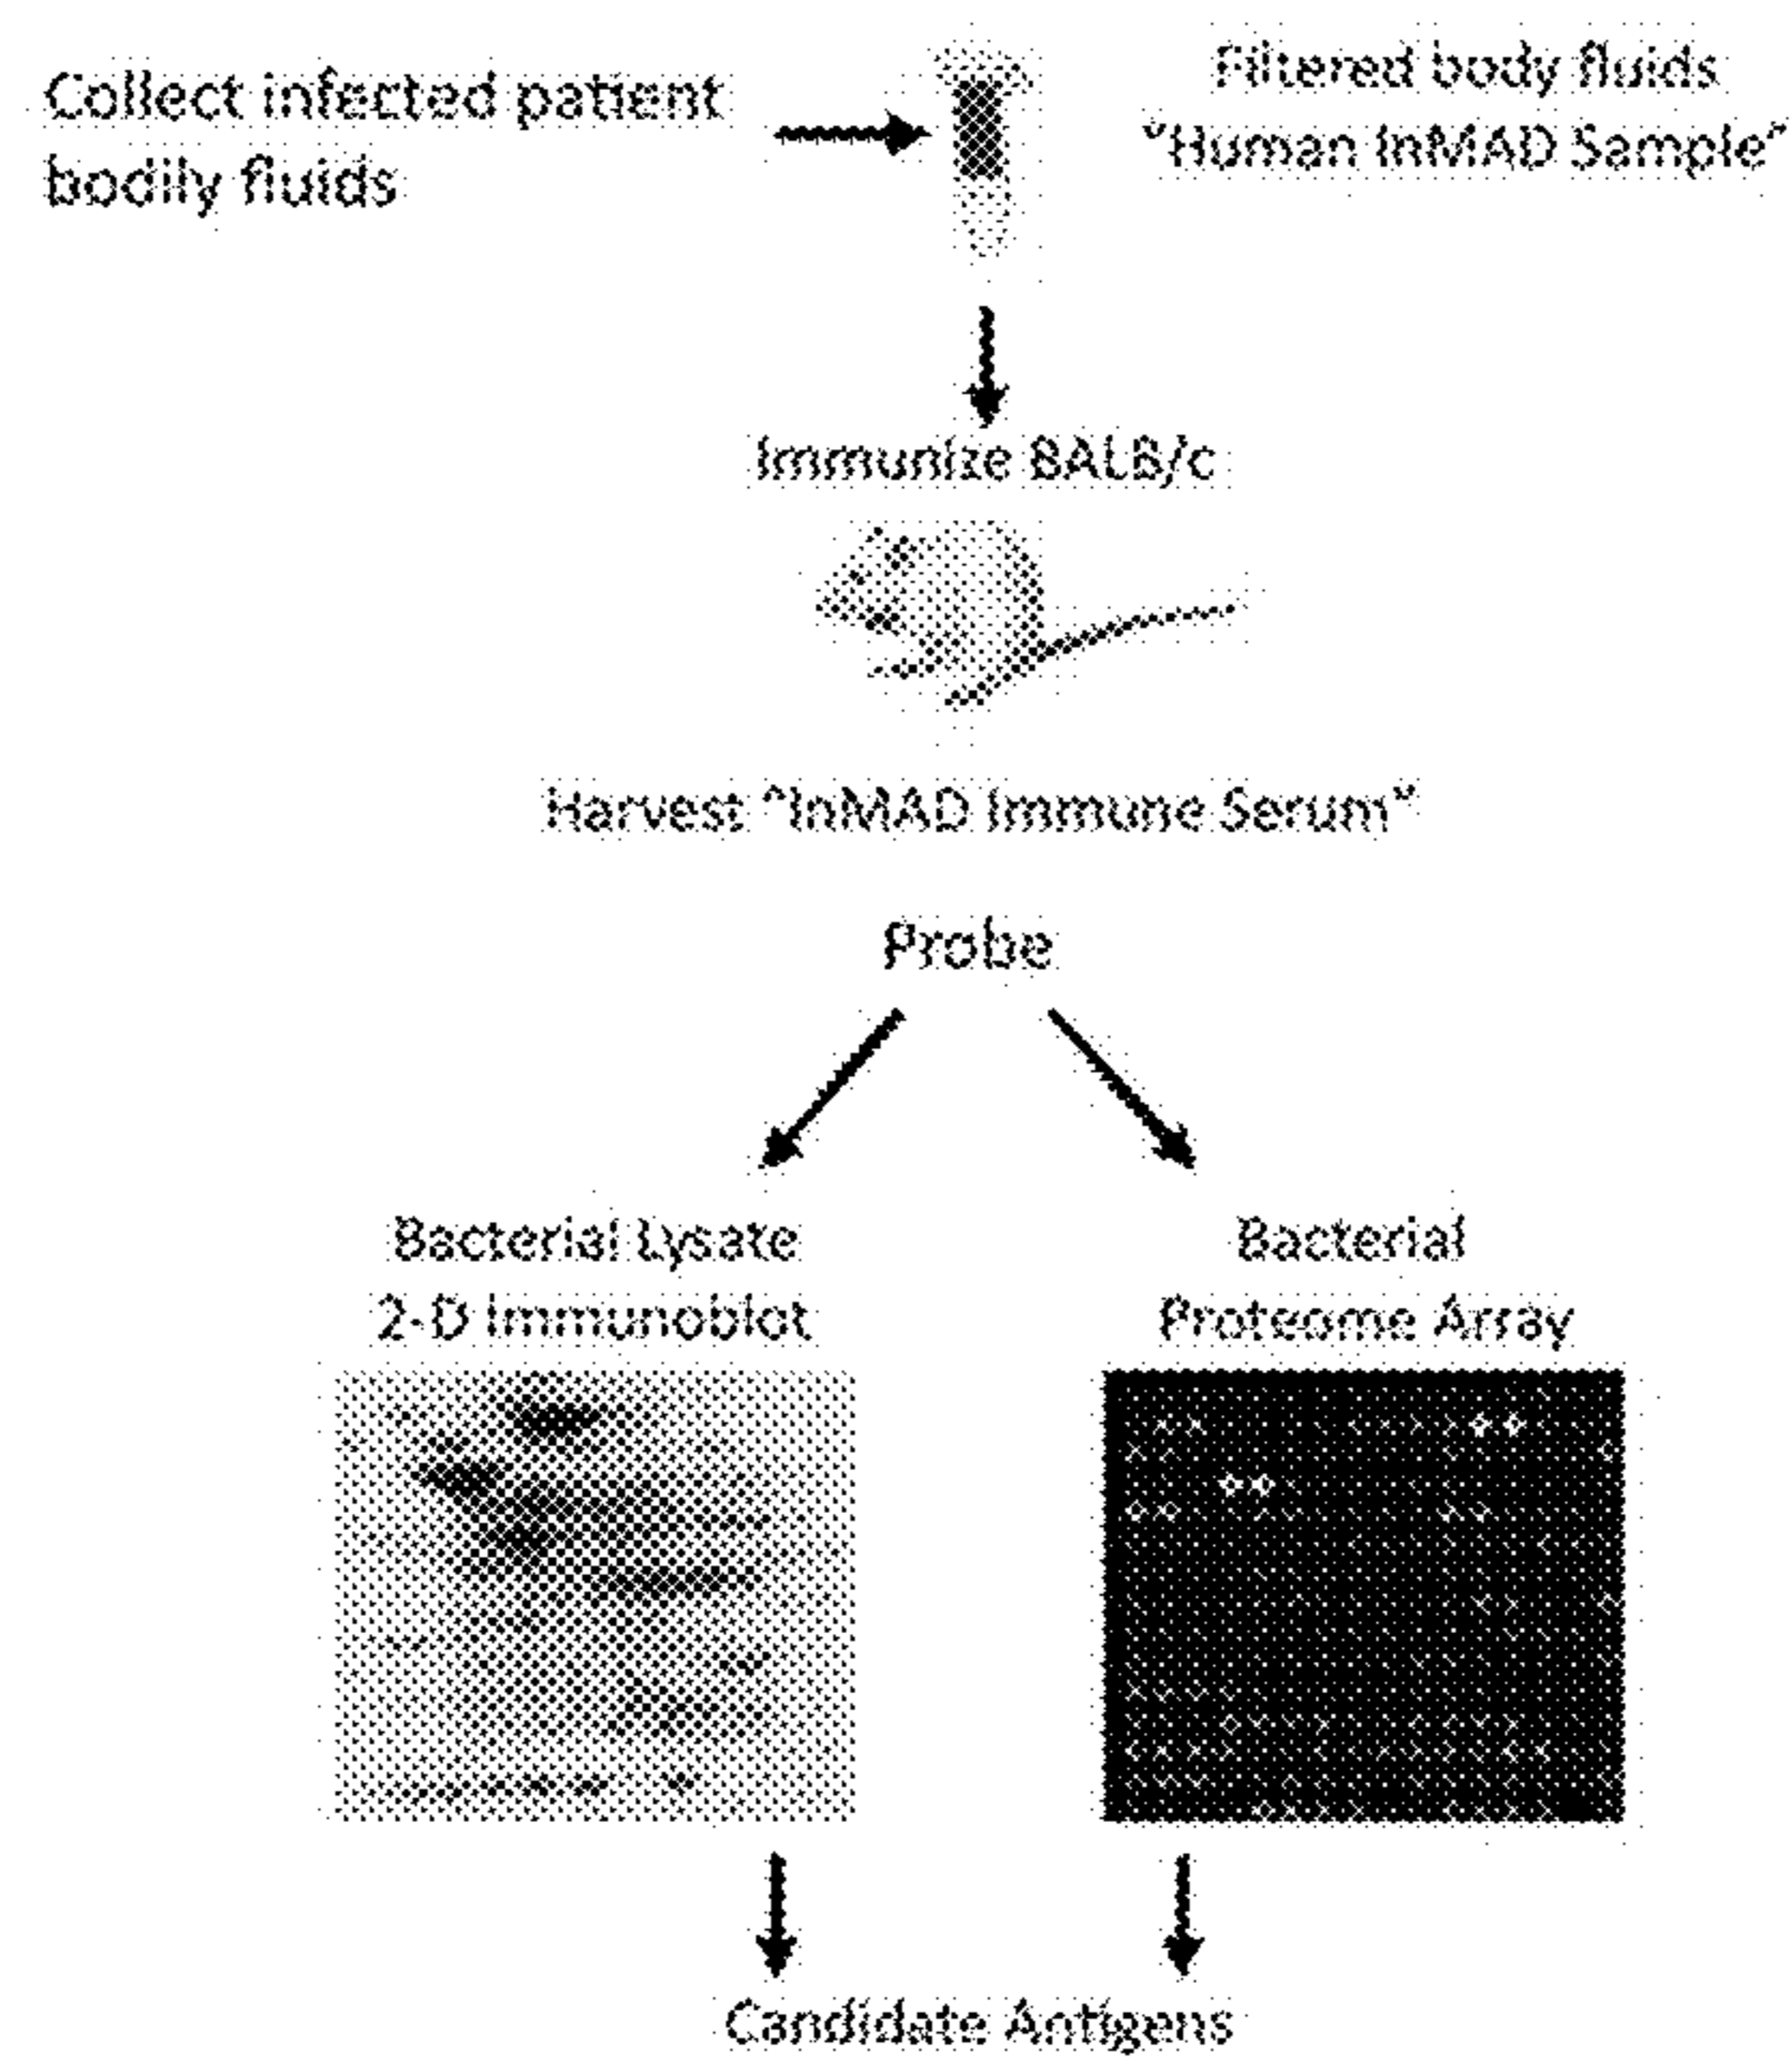 Collect infected patient
bodily fluids
Filtered body fluids
"Human InMAD Sample"
Immunize BALB/c
Harvest "InMAD Immune Serum"
Probe
Bacterial Lysate
2-D Immunoblot
Bacterial
Proteome Array
Candidate Antigens